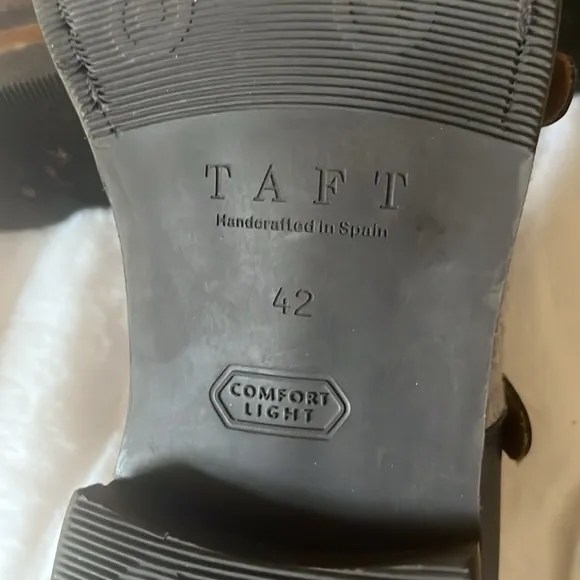 TAFT
Handcrafted in Spain
42
COMFORT
LIGHT